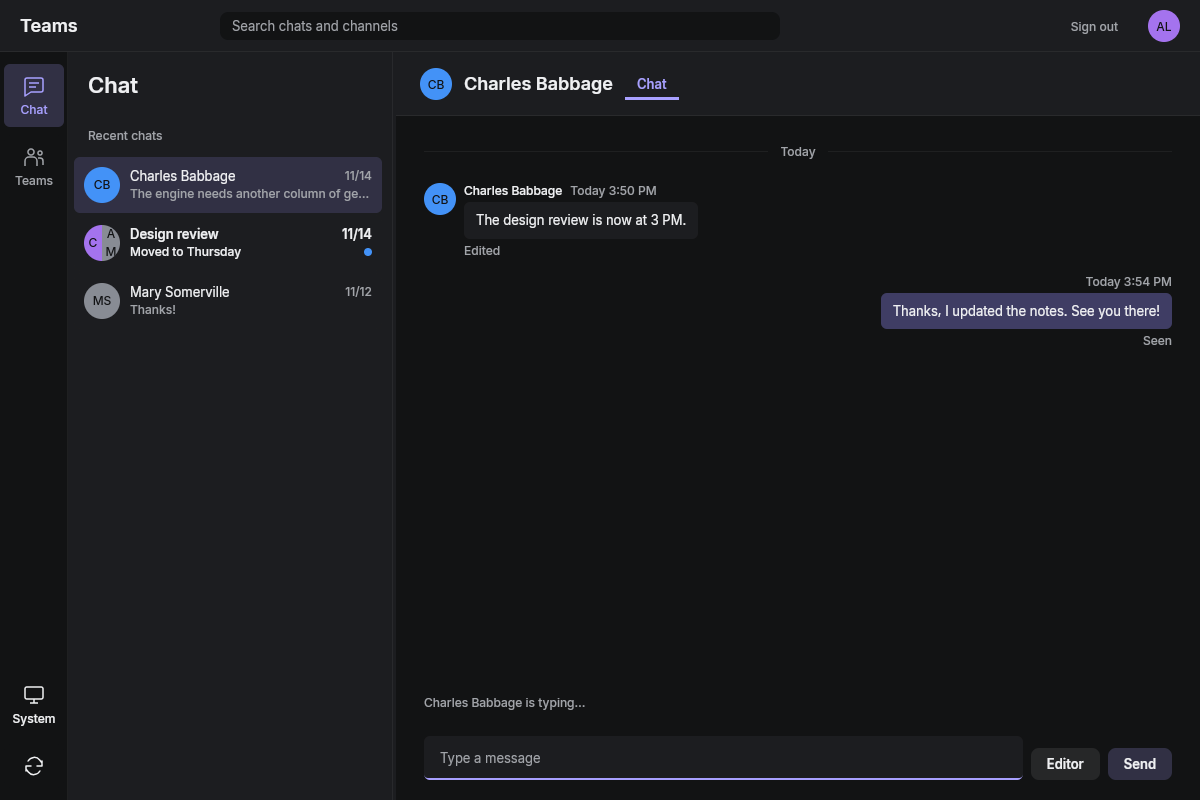 Teams
Search chats and channels
Sign out
AL
Chat
Teams
System
Chat
Recent chats
CB
Charles Babbage
11/14
The engine needs another column of ge...
C
A
M
Design review
11/14
Moved to Thursday
MS
Mary Somerville
11/12
Thanks!
CB
Charles Babbage
Chat
Today
CB
Charles Babbage Today 3:50 PM
The design review is now at 3 PM.
Edited
Today 3:54 PM
Thanks, I updated the notes. See you there!
Seen
Charles Babbage is typing...
Type a message
Editor
Send